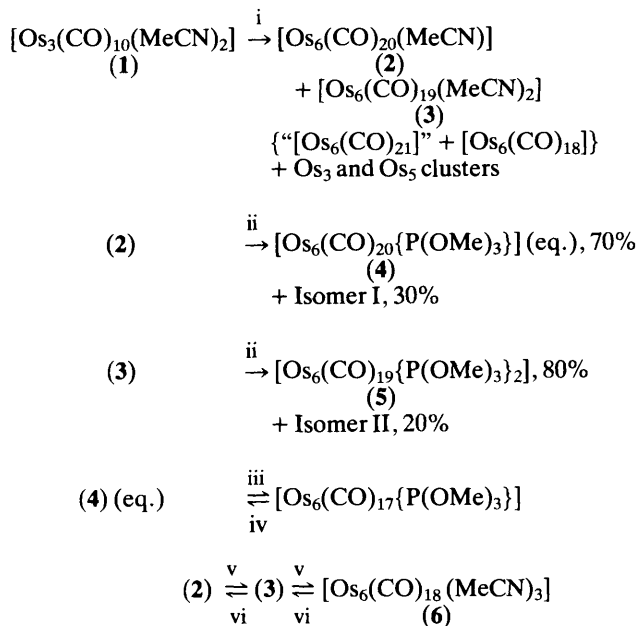 i
[Os₃(CO)₁₀(MeCN)₂] → [Os₆(CO)₂₀(MeCN)]
(1) (2)
+ [Os₆(CO)₁₉(MeCN)₂]
(3)
{“[Os₆(CO)₂₁]” + [Os₆(CO)₁₈]}
+ Os₃ and Os₅ clusters
ii
(2) → [Os₆(CO)₂₀{P(OMe)₃}] (eq.), 70%
(4)
+ Isomer I, 30%
ii
(3) → [Os₆(CO)₁₉{P(OMe)₃}₂], 80%
(5)
+ Isomer II, 20%
iii
(4) (eq.) ⇌ [Os₆(CO)₁₇{P(OMe)₃}]
iv
v v
(2) ⇌ (3) ⇌ [Os₆(CO)₁₈(MeCN)₃]
vi vi (6)